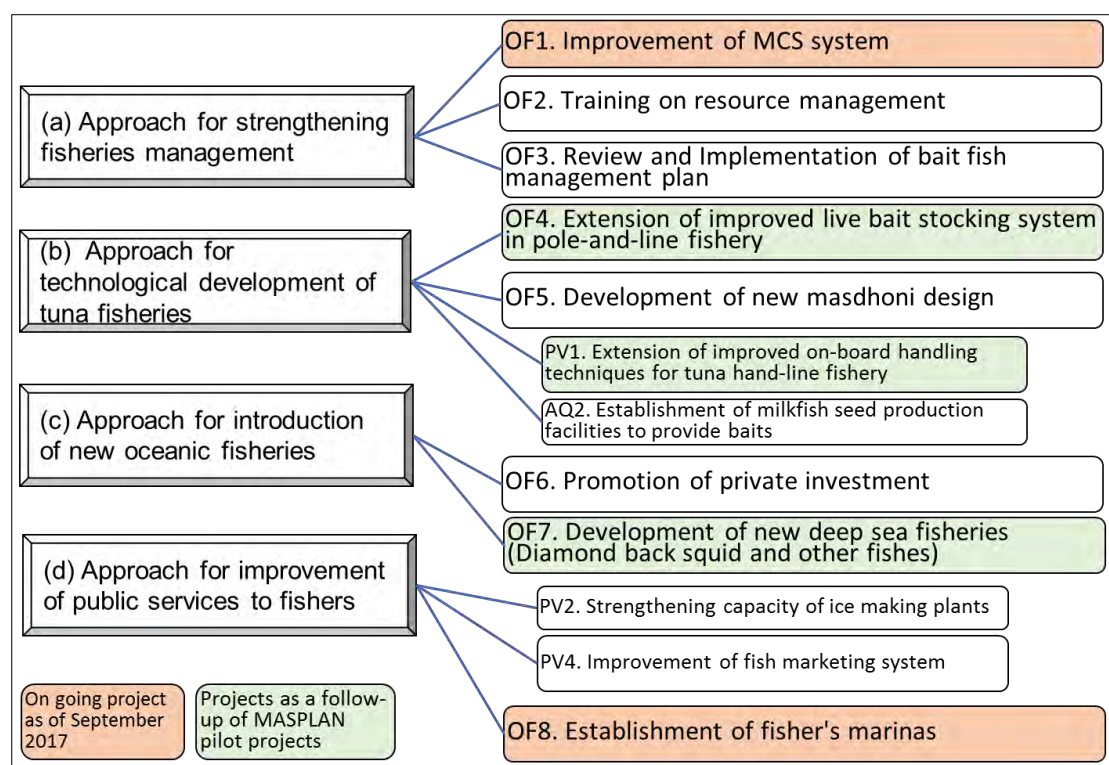 (a) Approach for strengthening
fisheries management
OF1. Improvement of MCS system
OF2. Training on resource management
OF3. Review and Implementation of bait fish
management plan
(b) Approach for
technological development of
tuna fisheries
OF4. Extension of improved live bait stocking system
in pole-and-line fishery
OF5. Development of new masdhoni design
PV1. Extension of improved on-board handling
techniques for tuna hand-line fishery
AQ2. Establishment of milkfish seed production
facilities to provide baits
(c) Approach for introduction
of new oceanic fisheries
OF6. Promotion of private investment
OF7. Development of new deep sea fisheries
(Diamond back squid and other fishes)
(d) Approach for improvement
of public services to fishers
PV2. Strengthening capacity of ice making plants
PV4. Improvement of fish marketing system
OF8. Establishment of fisher's marinas
On going project
as of September
2017
Projects as a follow-
up of MASPLAN
pilot projects